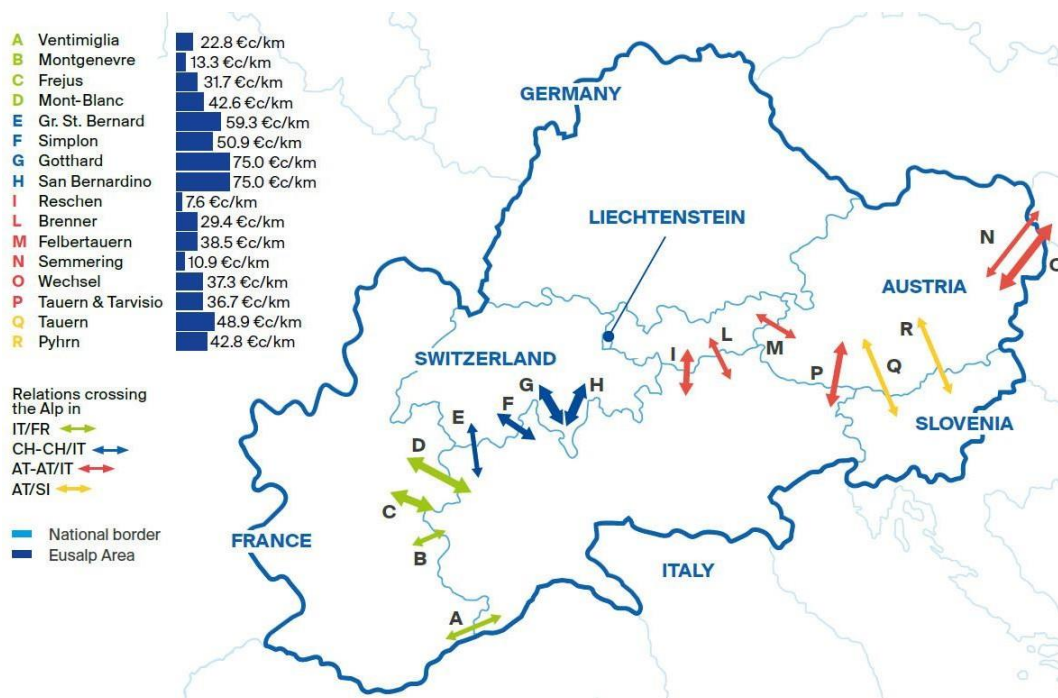 A Ventimiglia 22.8 €c/km
B Montgenevre 13.3 €c/km
C Frejus 31.7 €c/km
D Mont-Blanc 42.6 €c/km
E Gr. St. Bernard 59.3 €c/km
F Simplon 50.9 €c/km
G Gotthard 75.0 €c/km
H San Bernardino 75.0 €c/km
I Reschen 7.6 €c/km
L Brenner 29.4 €c/km
M Felbertauern 38.5 €c/km
N Semmering 10.9 €c/km
O Wechsel 37.3 €c/km
P Tauern & Tarvisio 36.7 €c/km
Q Tauern 48.9 €c/km
R Pyhrn 42.8 €c/km
Relations crossing
the Alp in
IT/FR
CH-CH/IT
AT-AT/IT
AT/SI
National border
Eusalp Area
GERMANY
LIECHTENSTEIN
AUSTRIA
SWITZERLAND
SLOVENIA
FRANCE
ITALY
N
O
L
M
R
I
P
Q
G
H
F
E
D
C
B
A